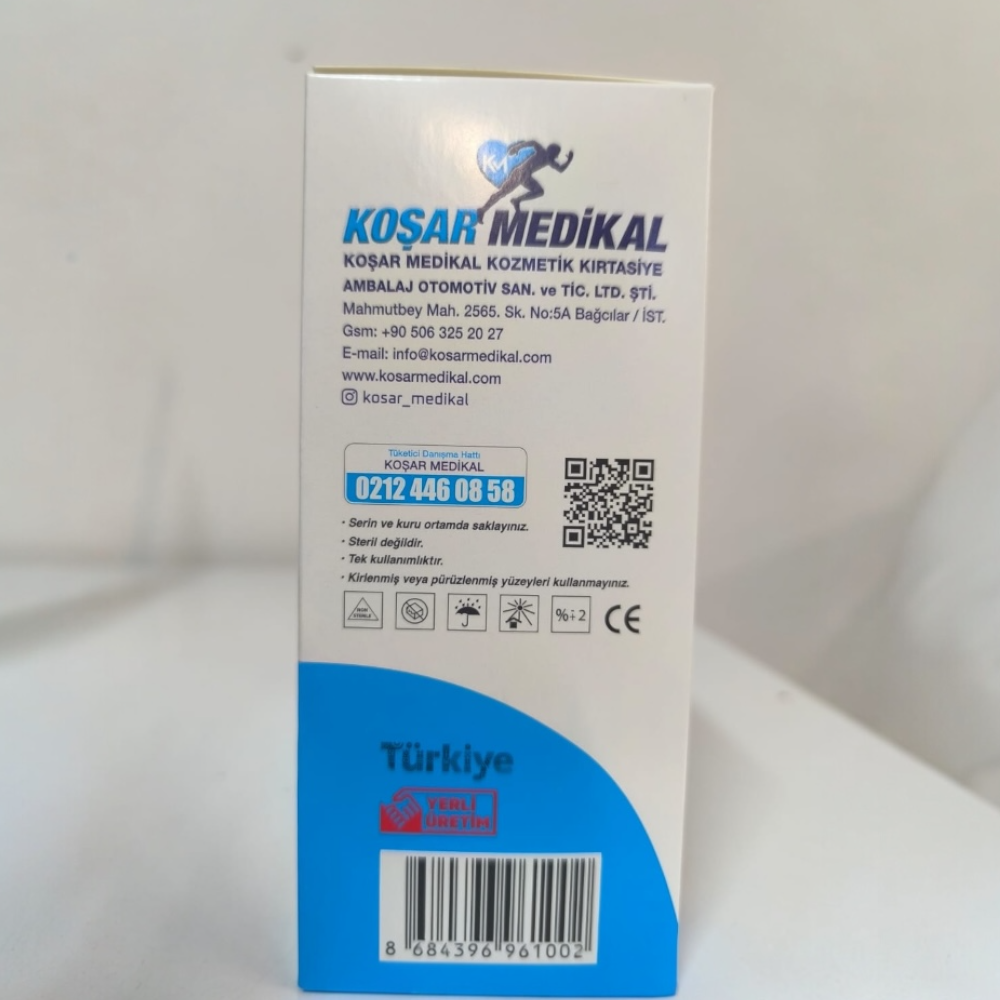 KM
KOŞAR MEDİKAL
KOŞAR MEDİKAL KOZMETİK KIRTASİYE
AMBALAJ OTOMOTİV SAN. ve TİC. LTD. ŞTİ.
Mahmutbey Mah. 2565. Sk. No:5A Bağcılar / İST.
Gsm: +90 506 325 20 27
E-mail: info@kosarmedikal.com
www.kosarmedikal.com
kosar_medikal
Tüketici Danışma Hattı
KOŞAR MEDİKAL
0212 446 08 58
· Serin ve kuru ortamda saklayınız.
· Steril değildir.
· Tek kullanımlıktır.
· Kirlenmiş veya pürüzlenmiş yüzeyleri kullanmayınız.
NON
STERILE
%÷2
CE
Türkiye
YERLİ
ÜRETİM
8 684396 961002